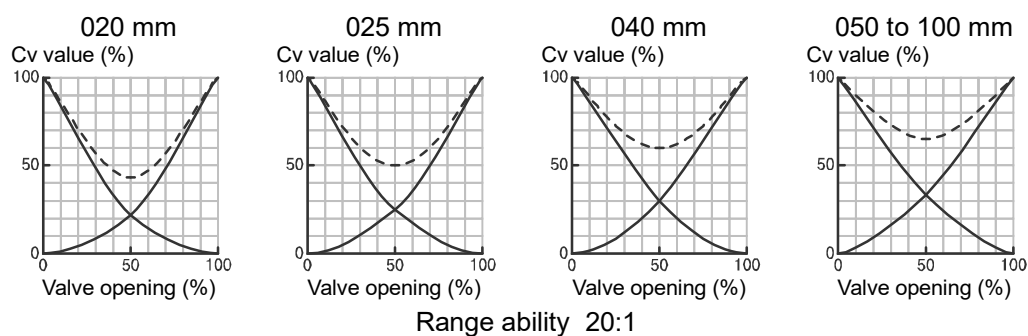 020 mm
Cv value (%)
100
50
0
0 50 100
Valve opening (%)
025 mm
Cv value (%)
100
50
0
0 50 100
Valve opening (%)
040 mm
Cv value (%)
100
50
0
0 50 100
Valve opening (%)
050 to 100 mm
Cv value (%)
100
50
0
0 50 100
Valve opening (%)
Range ability 20:1